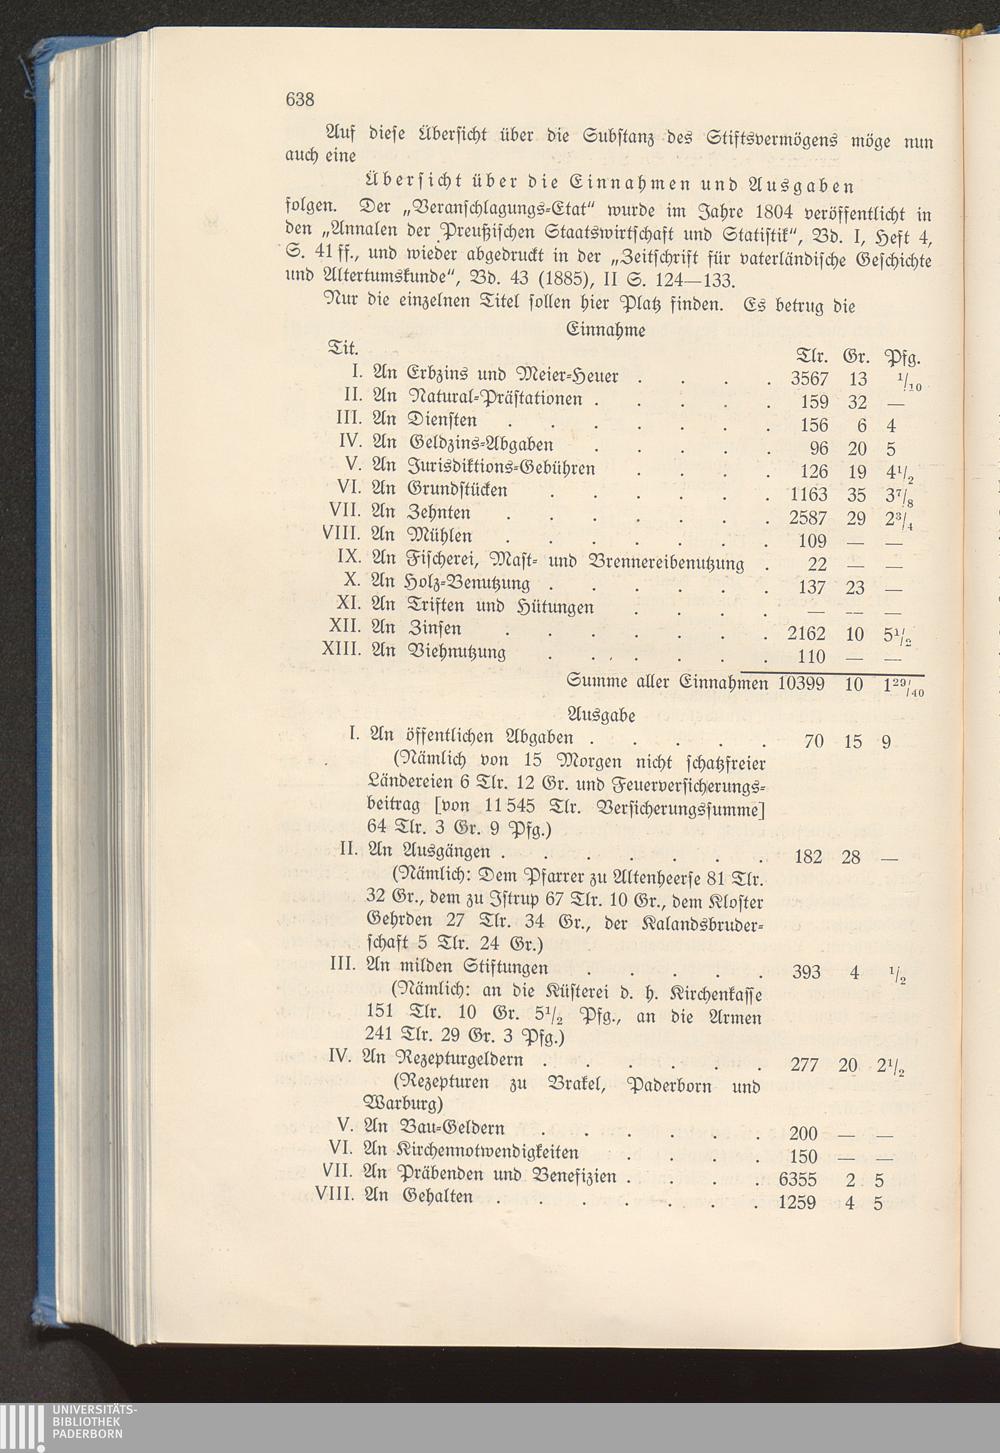 638
Auf diese Übersicht über die Substanz des Stiftsvermögens möge nun
auch eine
Übersicht über die Einnahmen und Ausgaben
folgen. Der „Veranschlagungs-Etat“ wurde im Jahre 1804 veröffentlicht in
den „Annalen der Preußischen Staatswirtschaft und Statistik“, Bd. I, Heft 4,
S. 41 ff., und wieder abgedruckt in der „Zeitschrift für vaterländische Geschichte
und Altertumskunde“, Bd. 43 (1885), II S. 124—133.
Nur die einzelnen Titel sollen hier Platz finden. Es betrug die
Einnahme
Tit. Tlr. Gr. Pfg.
I. An Erbzins und Meier-Heuer . . . . 3567 13 1/10
II. An Natural-Prästationen . . . . . 159 32 —
III. An Diensten . . . . . . . 156 6 4
IV. An Geldzins-Abgaben . . . . . 96 20 5
V. An Jurisdiktions-Gebühren . . . . 126 19 4 1/2
VI. An Grundstücken . . . . . . 1163 35 3 7/8
VII. An Zehnten . . . . . . . 2587 29 2 3/4
VIII. An Mühlen . . . . . . . 109 — —
IX. An Fischerei, Mast- und Brennereibenutzung . 22 — —
X. An Holz-Benutzung . . . . . . 137 23 —
XI. An Triften und Hütungen . . . . — — —
XII. An Zinsen . . . . . . . 2162 10 5 1/2
XIII. An Viehnutzung . . . . . . 110 — —
Summe aller Einnahmen 10399 10 1 29/40
Ausgabe
I. An öffentlichen Abgaben . . . . . 70 15 9
(Nämlich von 15 Morgen nicht schatzfreier
Ländereien 6 Tlr. 12 Gr. und Feuerversicherungs-
beitrag [von 11 545 Tlr. Versicherungssumme]
64 Tlr. 3 Gr. 9 Pfg.)
II. An Ausgängen . . . . . . . 182 28 —
(Nämlich: Dem Pfarrer zu Altenheerse 81 Tlr.
32 Gr., dem zu Istrup 67 Tlr. 10 Gr., dem Kloster
Gehrden 27 Tlr. 34 Gr., der Kalandsbruder-
schaft 5 Tlr. 24 Gr.)
III. An milden Stiftungen . . . . . 393 4 1/2
(Nämlich: an die Küsterei d. h. Kirchenkasse
151 Tlr. 10 Gr. 5 1/2 Pfg., an die Armen
241 Tlr. 29 Gr. 3 Pfg.)
IV. An Rezepturgeldern . . . . . . 277 20 2 1/2
(Rezepturen zu Brakel, Paderborn und
Warburg)
V. An Bau-Geldern . . . . . . 200 — —
VI. An Kirchennotwendigkeiten . . . . 150 — —
VII. An Präbenden und Benefizien . . . . 6355 2 5
VIII. An Gehalten . . . . . . . 1259 4 5
UNIVERSITÄTS-
BIBLIOTHEK
PADERBORN